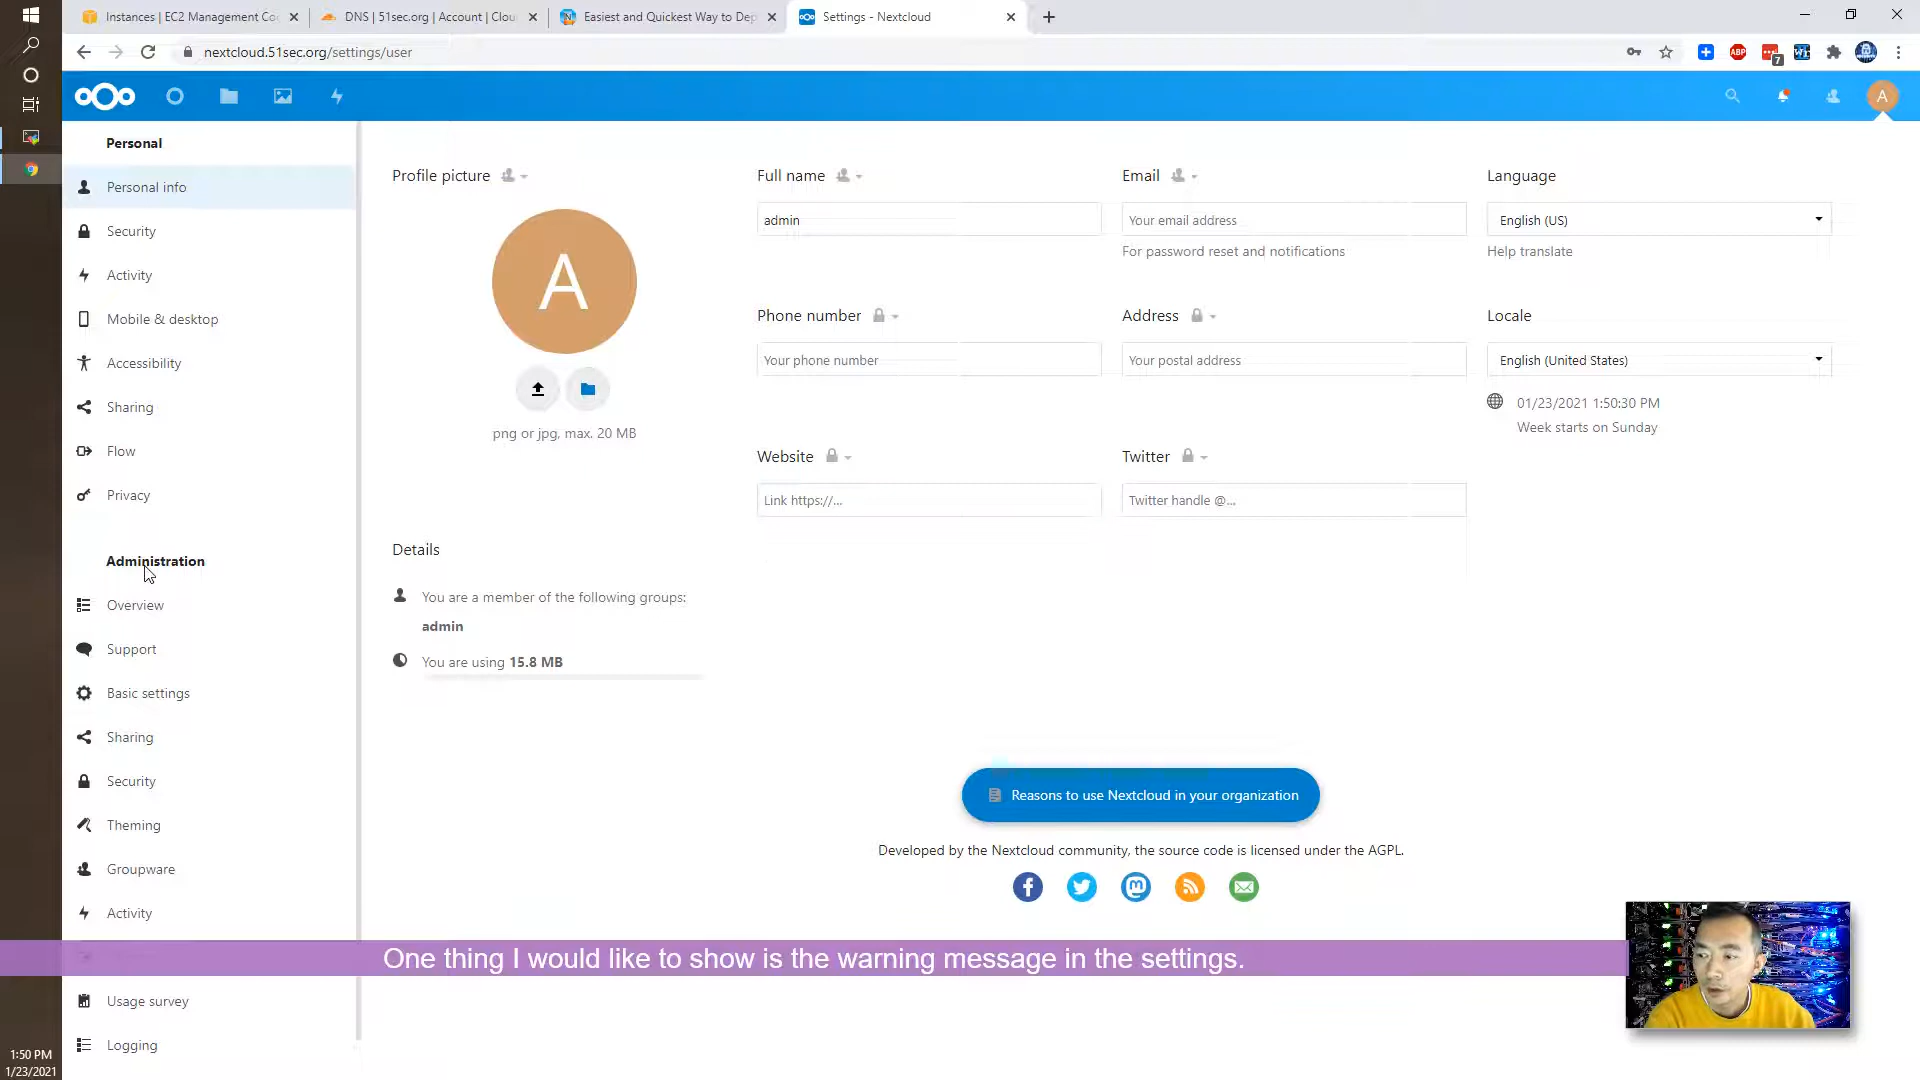 Instances | EC2 Management Co
DNS | 51sec.org | Account | Clou
Easiest and Quickest Way to Dep
Settings - Nextcloud
nextcloud.51sec.org/settings/user
ABP
7
A
Personal
Personal info
Security
Activity
Mobile & desktop
Accessibility
Sharing
Flow
Privacy
Administration
Overview
Support
Basic settings
Sharing
Security
Theming
Groupware
Activity
Usage survey
Logging
Profile picture
A
png or jpg, max. 20 MB
Full name
admin
Email
Your email address
For password reset and notifications
Language
English (US)
Help translate
Phone number
Your phone number
Address
Your postal address
Locale
English (United States)
01/23/2021 1:50:30 PM
Week starts on Sunday
Website
Link https://...
Twitter
Twitter handle @...
Details
You are a member of the following groups:
admin
You are using 15.8 MB
Reasons to use Nextcloud in your organization
Developed by the Nextcloud community, the source code is licensed under the AGPL.
One thing I would like to show is the warning message in the settings.
1:50 PM
1/23/2021